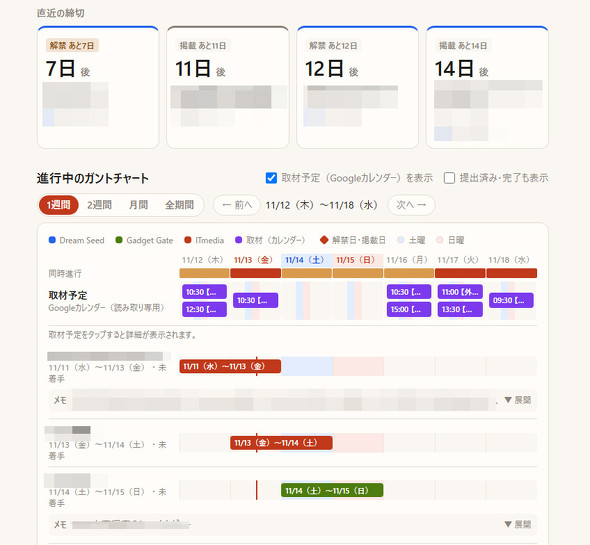 直近の締切
解禁 あと7日
7日 後
掲載 あと11日
11日 後
解禁 あと12日
12日 後
掲載 あと14日
14日 後
進行中のガントチャート
取材予定（Googleカレンダー）を表示
提出済み・完了も表示
1週間 2週間 月間 全期間
← 前へ 11/12（木）〜11/18（水） 次へ →
Dream Seed Gadget Gate ITmedia 取材（カレンダー） 解禁日・掲載日 土曜 日曜
11/12（木） 11/13（金） 11/14（土） 11/15（日） 11/16（月） 11/17（火） 11/18（水）
同時進行
取材予定
Googleカレンダー（読み取り専用）
10:30 【... 10:30 【... 10:30 【... 11:00 【外... 09:30 【...
12:30 【... 15:00 【... 13:30 【...
取材予定をタップすると詳細が表示されます。
11/11（水）〜11/13（金）・未
着手
11/11（水）〜11/13（金）
メモ
▼ 展開
11/13（金）〜11/14（土）・未
着手
11/13（金）〜11/14（土）
11/14（土）〜11/15（日）・未
着手
11/14（土）〜11/15（日）
メモ
▼ 展開